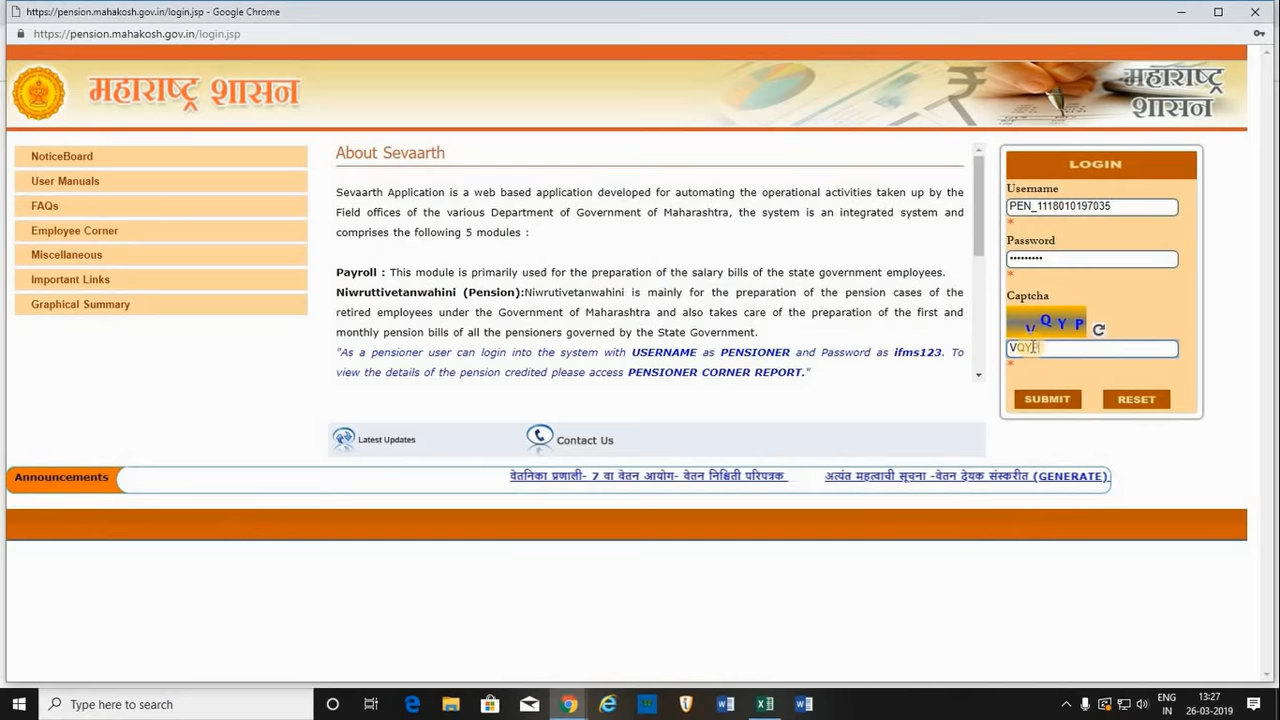 https://pension.mahakosh.gov.in/login.jsp - Google Chrome
https://pension.mahakosh.gov.in/login.jsp
महाराष्ट्र शासन
महाराष्ट्र
शासन
NoticeBoard
User Manuals
FAQs
Employee Corner
Miscellaneous
Important Links
Graphical Summary
About Sevaarth
Sevaarth Application is a web based application developed for automating the operational activities taken up by the
Field offices of the various Department of Government of Maharashtra, the system is an integrated system and
comprises the following 5 modules :
Payroll : This module is primarily used for the preparation of the salary bills of the state government employees.
Niwruttivetanwahini (Pension):Niwrutivetanwahini is mainly for the preparation of the pension cases of the
retired employees under the Government of Maharashtra and also takes care of the preparation of the first and
monthly pension bills of all the pensioners governed by the State Government.
"As a pensioner user can login into the system with USERNAME as PENSIONER and Password as ifms123. To
view the details of the pension credited please access PENSIONER CORNER REPORT."
LOGIN
Username
PEN_1118010197035
*
Password
•••••••••
*
Captcha
V Q Y P
VQYP
*
SUBMIT
RESET
Latest Updates
Contact Us
Announcements
वेतनिका प्रणाली- 7 वा वेतन आयोग- वेतन निश्चिती परिपत्रक
अत्यंत महत्वाची सूचना -वेतन देयक संस्करीत (GENERATE)
Type here to search
ENG
IN
13:27
26-03-2019